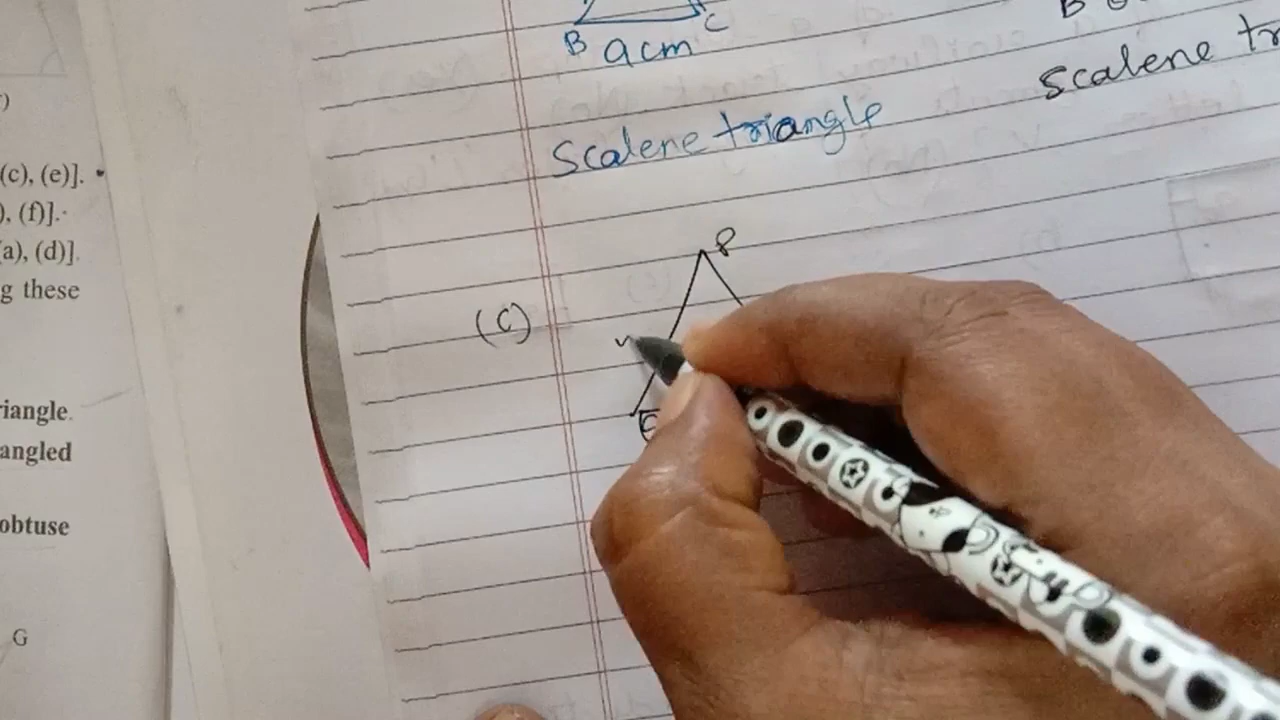 B 9cm C
Scalene triangle
Scalene tr
(C)
P
Q
)
(c), (e)].
), (f)].
a), (d)]
g these
riangle
angled
obtuse
G